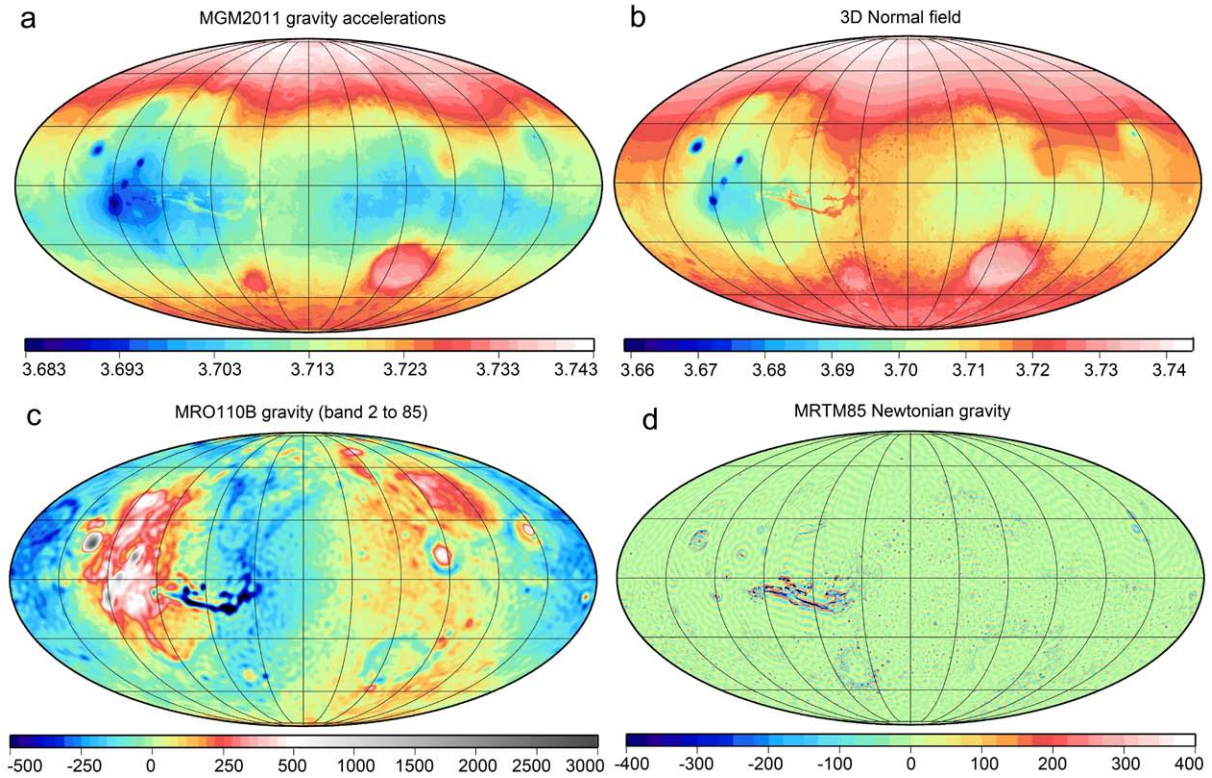 a
MGM2011 gravity accelerations
3.683 3.693 3.703 3.713 3.723 3.733 3.743
b
3D Normal field
3.66 3.67 3.68 3.69 3.70 3.71 3.72 3.73 3.74
c
MRO110B gravity (band 2 to 85)
-500 -250 0 250 500 1000 1500 2000 2500 3000
d
MRTM85 Newtonian gravity
-400 -300 -200 -100 0 100 200 300 400